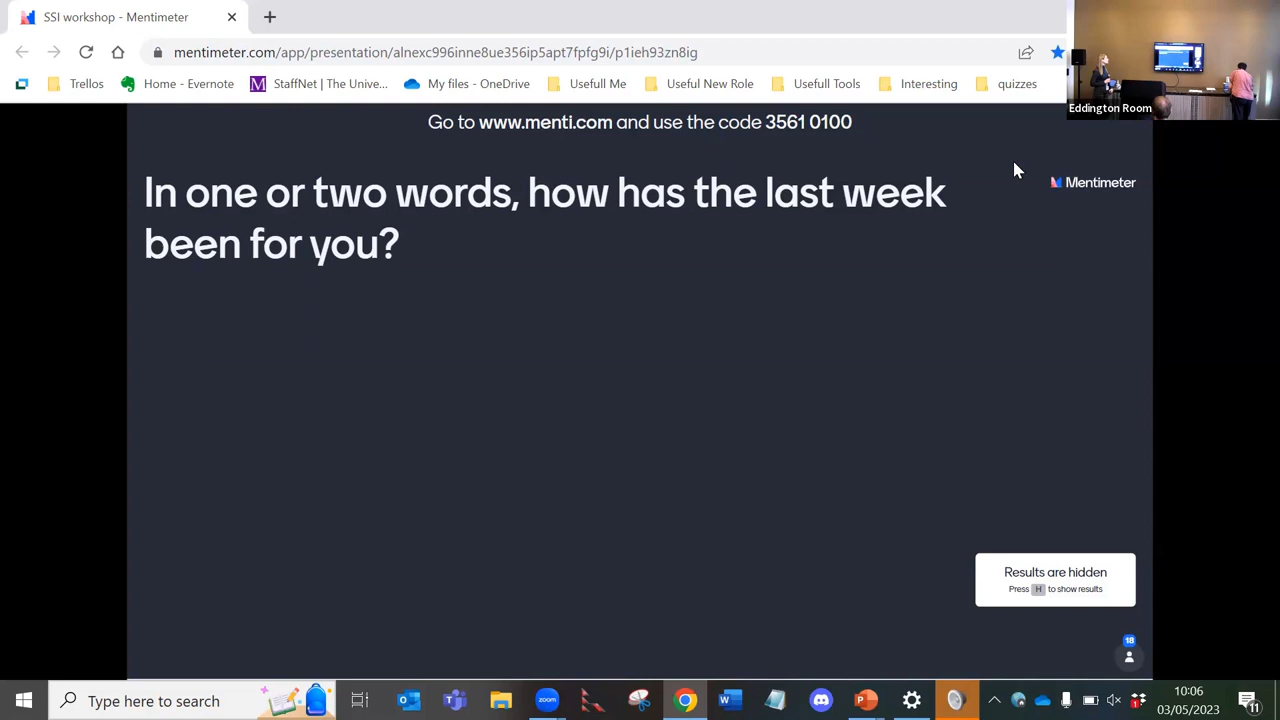 SSI workshop - Mentimeter
mentimeter.com/app/presentation/alnexc996inne8ue356ip5apt7fpfg9i/p1ieh93zn8ig
Trellos
Home - Evernote
StaffNet | The Unive...
My files - OneDrive
Usefull Me
Useful New Role
Usefull Tools
Interesting
quizzes
Eddington Room
Go to www.menti.com and use the code 3561 0100
Mentimeter
In one or two words, how has the last week
been for you?
Results are hidden
Press H to show results
18
Type here to search
10:06
03/05/2023
11